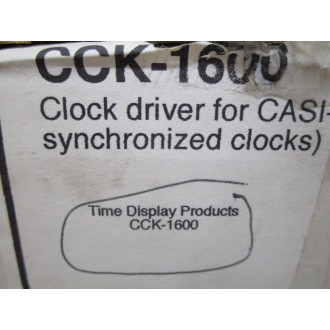 CCK-1600
Clock driver for CASI-
synchronized clocks)
Time Display Products
CCK-1600